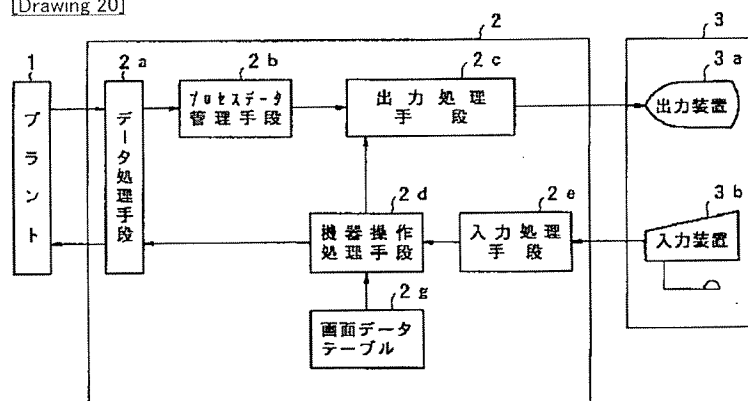 [Drawing 20]
2
3
1
2a
2b
2c
3a
プラント
データ処理手段
プロセスデータ
管理手段
出力処理
手段
出力装置
2d
2e
3b
機器操作
処理手段
入力処理
手段
入力装置
2g
画面データ
テーブル